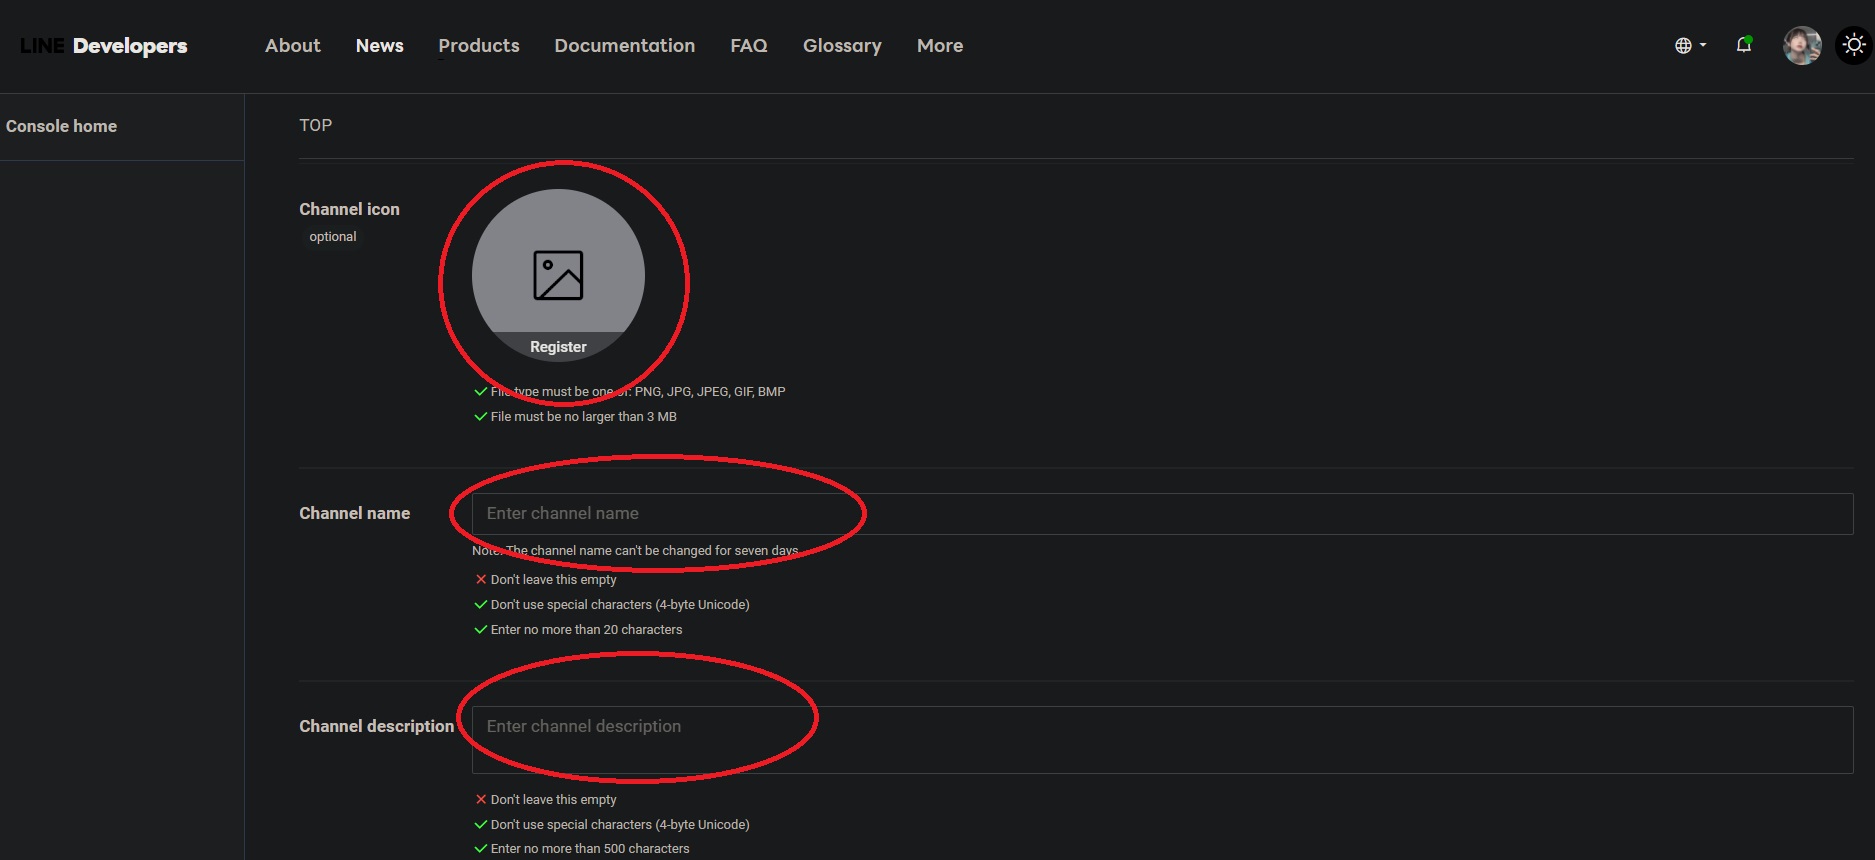 LINE Developers About News Products Documentation FAQ Glossary More
Console home
TOP
Channel icon
optional
Register
File type must be one of: PNG, JPG, JPEG, GIF, BMP
File must be no larger than 3 MB
Channel name
Enter channel name
Note: The channel name can't be changed for seven days
Don't leave this empty
Don't use special characters (4-byte Unicode)
Enter no more than 20 characters
Channel description
Enter channel description
Don't leave this empty
Don't use special characters (4-byte Unicode)
Enter no more than 500 characters